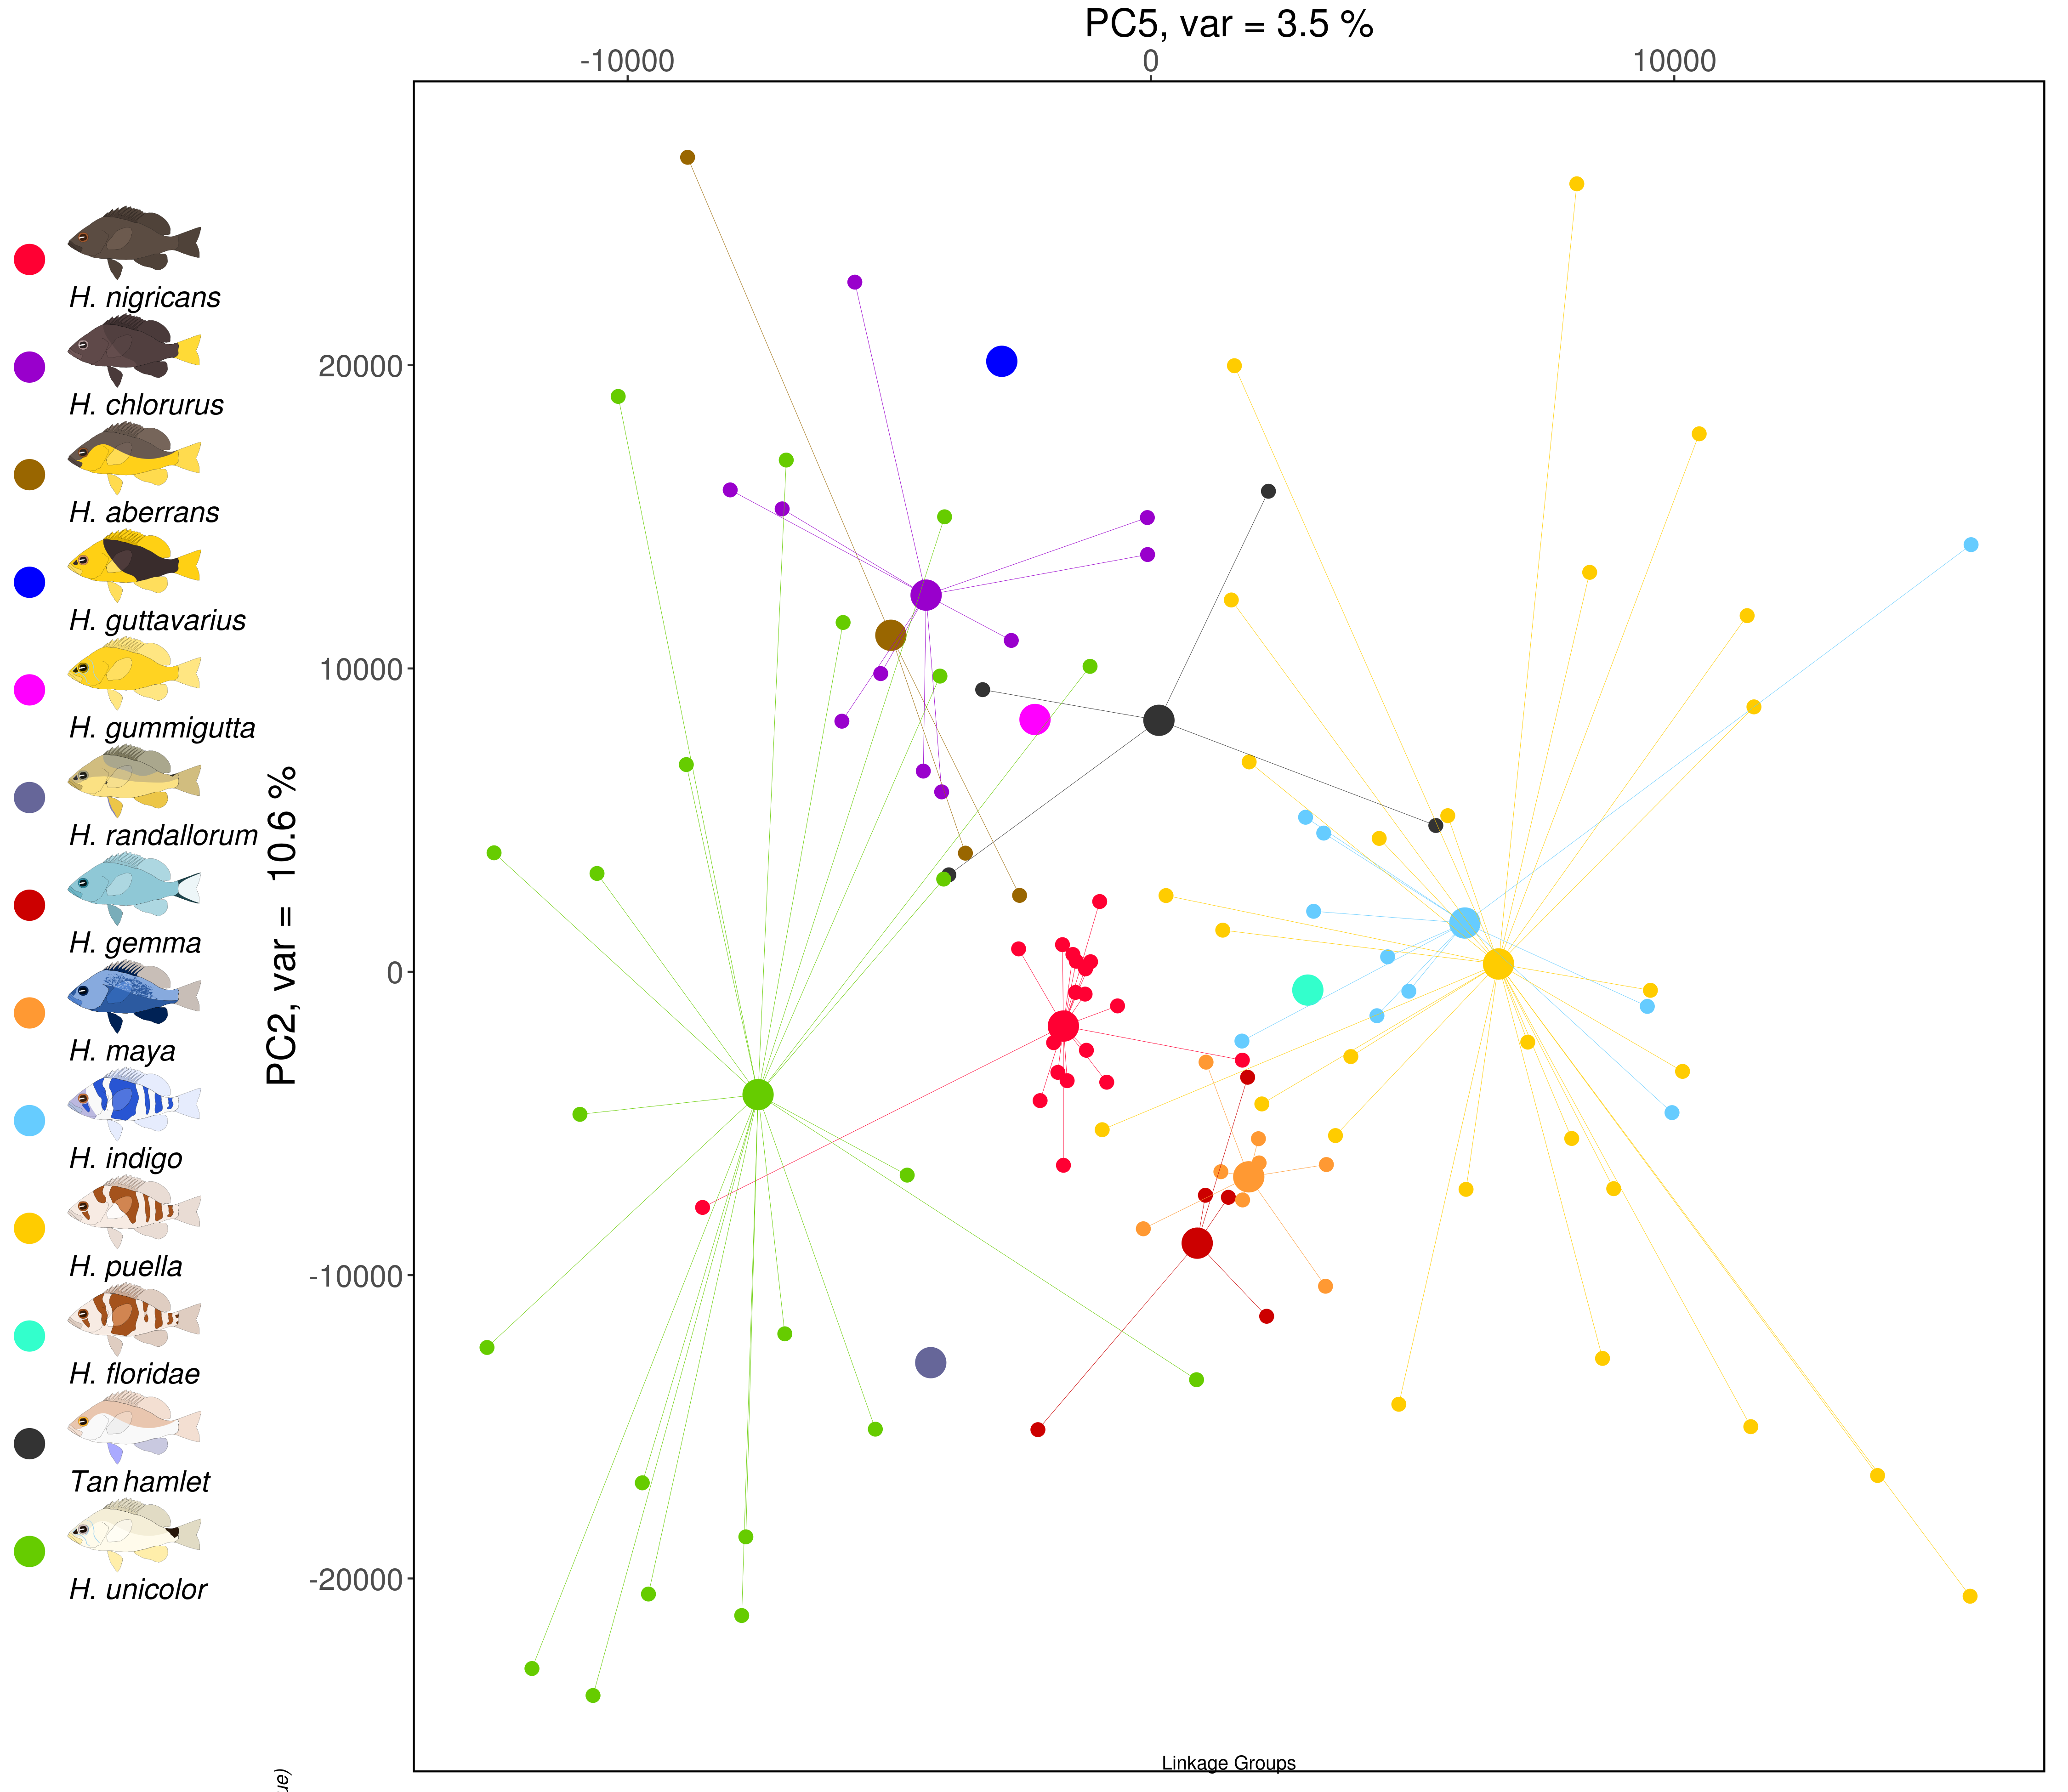 PC5, var = 3.5 %
-10000
0
10000
H. nigricans
H. chlorurus
H. aberrans
H. guttavarius
H. gummigutta
H. randallorum
H. gemma
H. maya
H. indigo
H. puella
H. floridae
Tan hamlet
H. unicolor
PC2, var = 10.6 %
20000
10000
0
-10000
-20000
Linkage Groups